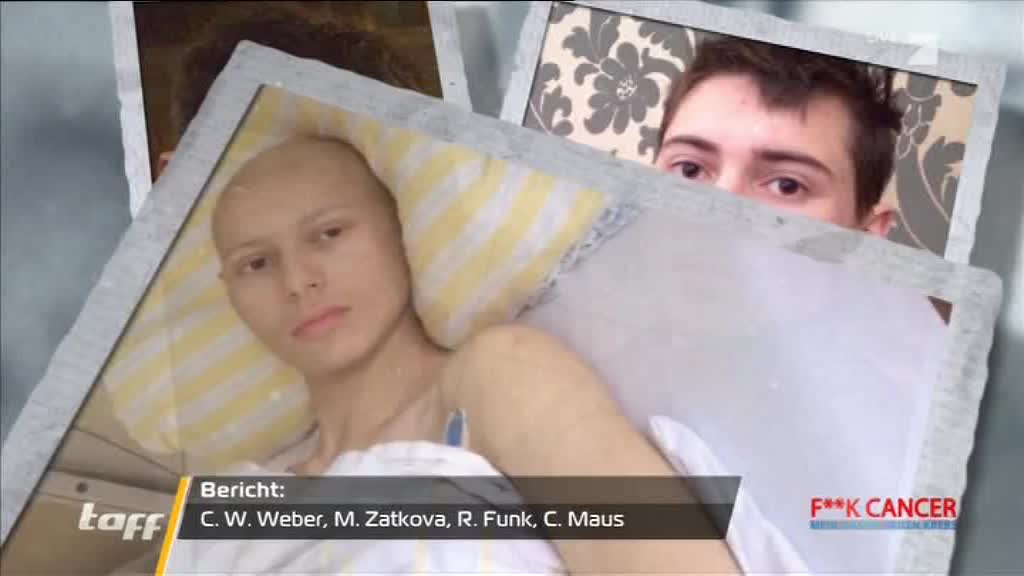 Bericht:
C. W. Weber, M. Zatkova, R. Funk, C. Maus
taff
F**K CANCER